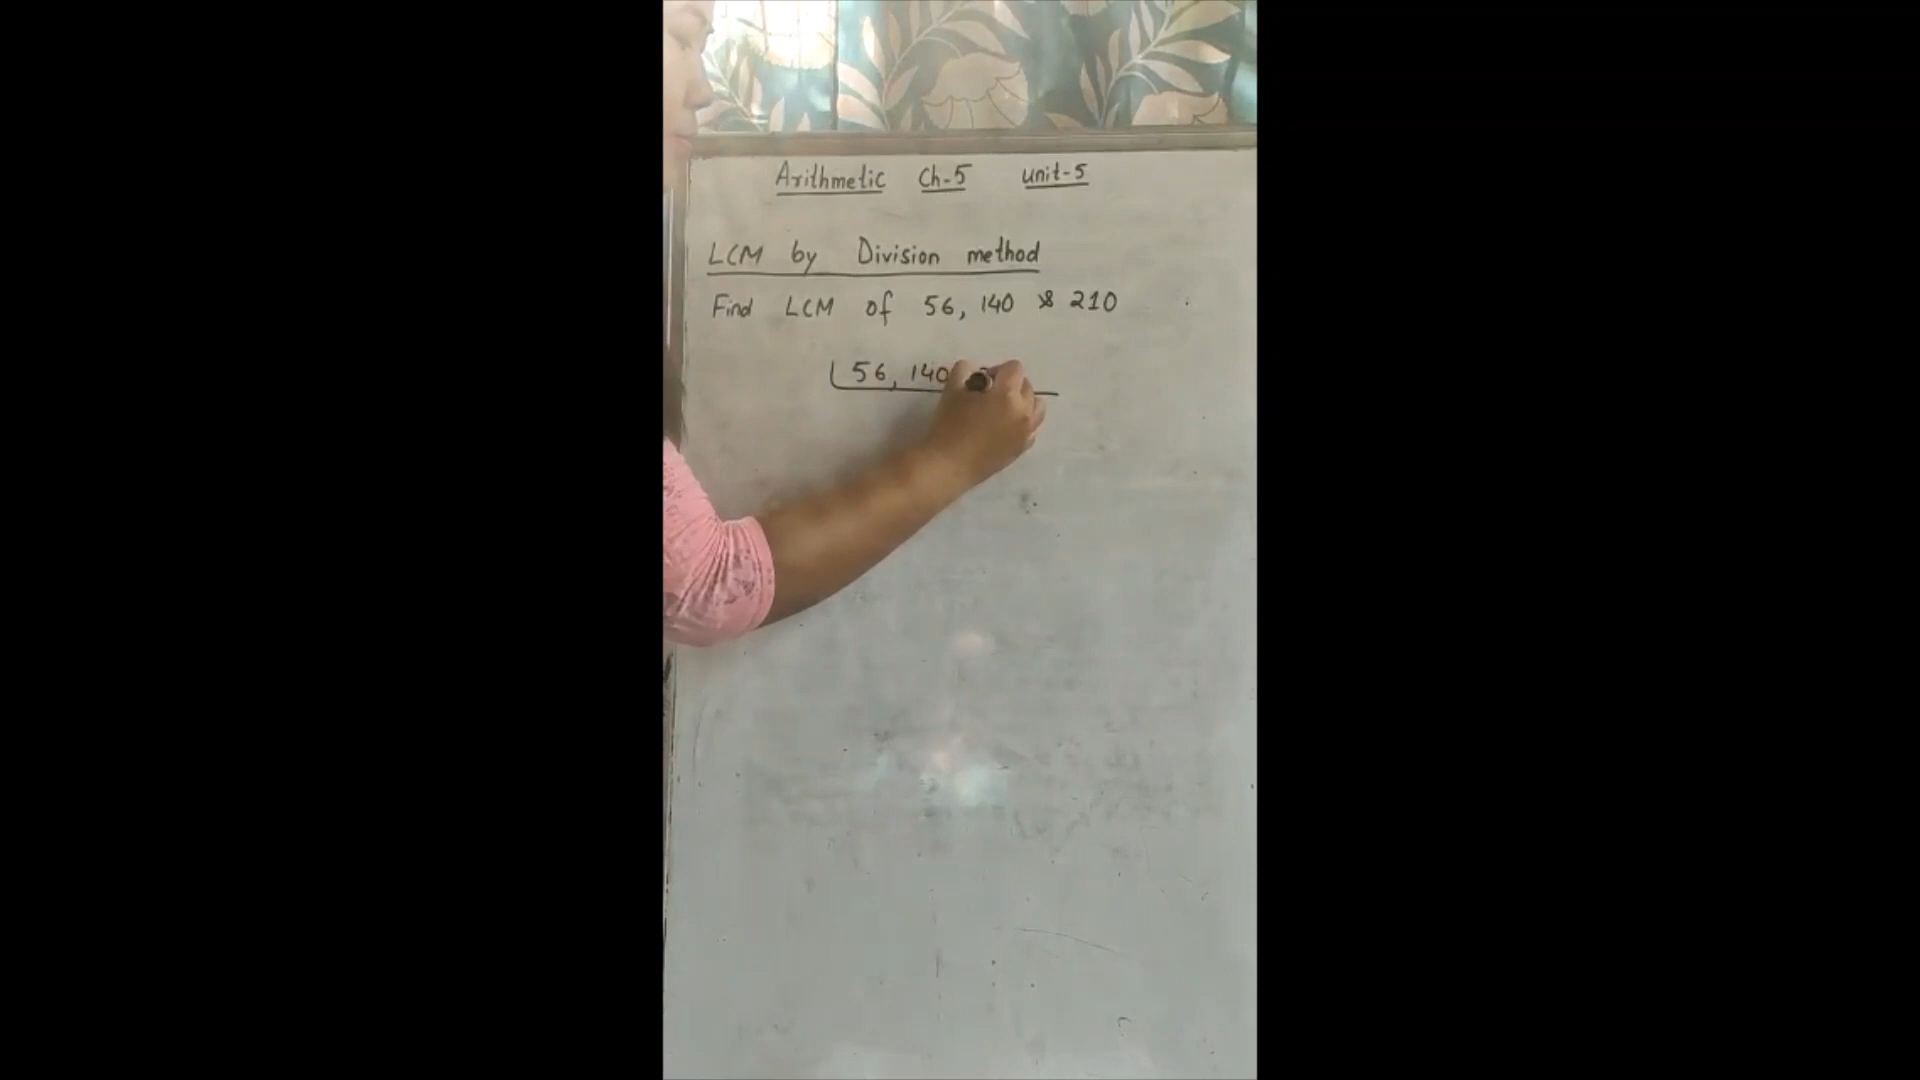 Arithmetic Ch-5 unit-5
LCM by Division method
Find LCM of 56, 140 & 210
56, 140